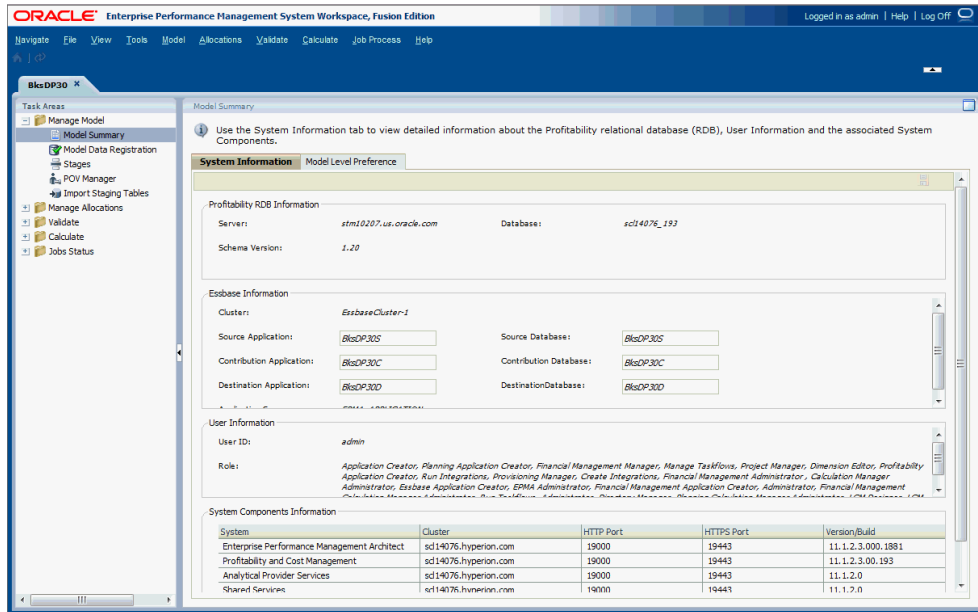 ORACLE Enterprise Performance Management System Workspace, Fusion Edition
Logged in as admin | Help | Log Off
Navigate File View Tools Model Allocations Validate Calculate Job Process Help
BksDP30
Task Areas
Manage Model
Model Summary
Model Data Registration
Stages
POV Manager
Import Staging Tables
Manage Allocations
Validate
Calculate
Jobs Status
Model Summary
Use the System Information tab to view detailed information about the Profitability relational database (RDB), User Information and the associated System
Components.
System Information Model Level Preference
Profitability RDB Information
Server: stm10207.us.oracle.com Database: scl14076_193
Schema Version: 1.20
Essbase Information
Cluster: EssbaseCluster-1
Source Application: BksDP30S Source Database: BksDP30S
Contribution Application: BksDP30C Contribution Database: BksDP30C
Destination Application: BksDP30D DestinationDatabase: BksDP30D
User Information
User ID: admin
Role: Application Creator, Planning Application Creator, Financial Management Manager, Manage Taskflows, Project Manager, Dimension Editor, Profitability
Application Creator, Run Integrations, Provisioning Manager, Create Integrations, Financial Management Administrator , Calculation Manager
Administrator, Essbase Application Creator, EPMA Administrator, Financial Management Application Creator, Administrator, Financial Management
System Components Information
System Cluster HTTP Port HTTPS Port Version/Build
Enterprise Performance Management Architect scl14076.hyperion.com 19000 19443 11.1.2.3.000.1881
Profitability and Cost Management scl14076.hyperion.com 19000 19443 11.1.2.3.00.193
Analytical Provider Services scl14076.hyperion.com 19000 19443 11.1.2.0
Shared Services scl14076.hyperion.com 19000 19443 11.1.2.0